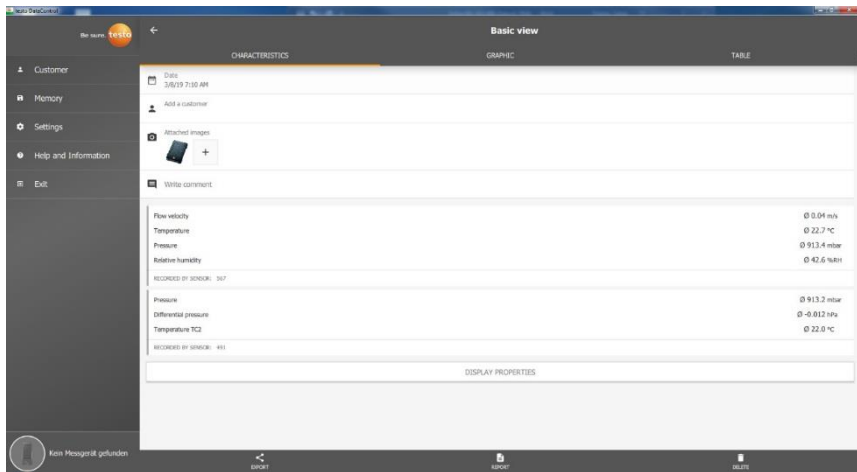 testo DataControl
Be sure. testo
Basic view
CHARACTERISTICS
GRAPHIC
TABLE
Customer
Memory
Settings
Help and Information
Exit
Date
3/8/19 7:10 AM
Add a customer
Attached images
+
Write comment
Flow velocity Ø 0.04 m/s
Temperature Ø 22.7 °C
Pressure Ø 913.4 mbar
Relative humidity Ø 42.6 %RH
RECORDED BY SENSOR: 567
Pressure Ø 913.2 mbar
Differential pressure Ø -0.012 hPa
Temperature TC2 Ø 22.0 °C
RECORDED BY SENSOR: 491
DISPLAY PROPERTIES
Kein Messgerät gefunden
EXPORT
REPORT
DELETE